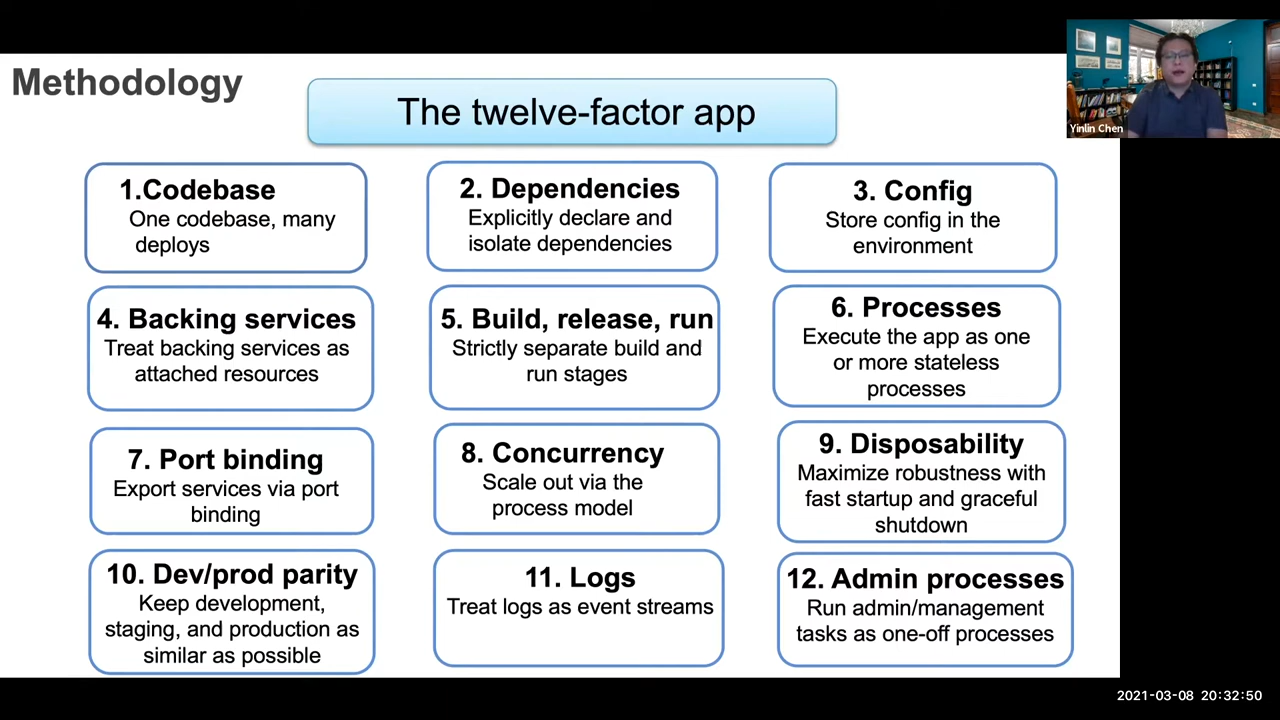 Methodology
The twelve-factor app
Yinlin Chen
1.Codebase
One codebase, many
deploys
2. Dependencies
Explicitly declare and
isolate dependencies
3. Config
Store config in the
environment
4. Backing services
Treat backing services as
attached resources
5. Build, release, run
Strictly separate build and
run stages
6. Processes
Execute the app as one
or more stateless
processes
7. Port binding
Export services via port
binding
8. Concurrency
Scale out via the
process model
9. Disposability
Maximize robustness with
fast startup and graceful
shutdown
10. Dev/prod parity
Keep development,
staging, and production as
similar as possible
11. Logs
Treat logs as event streams
12. Admin processes
Run admin/management
tasks as one-off processes
2021-03-08 20:32:50